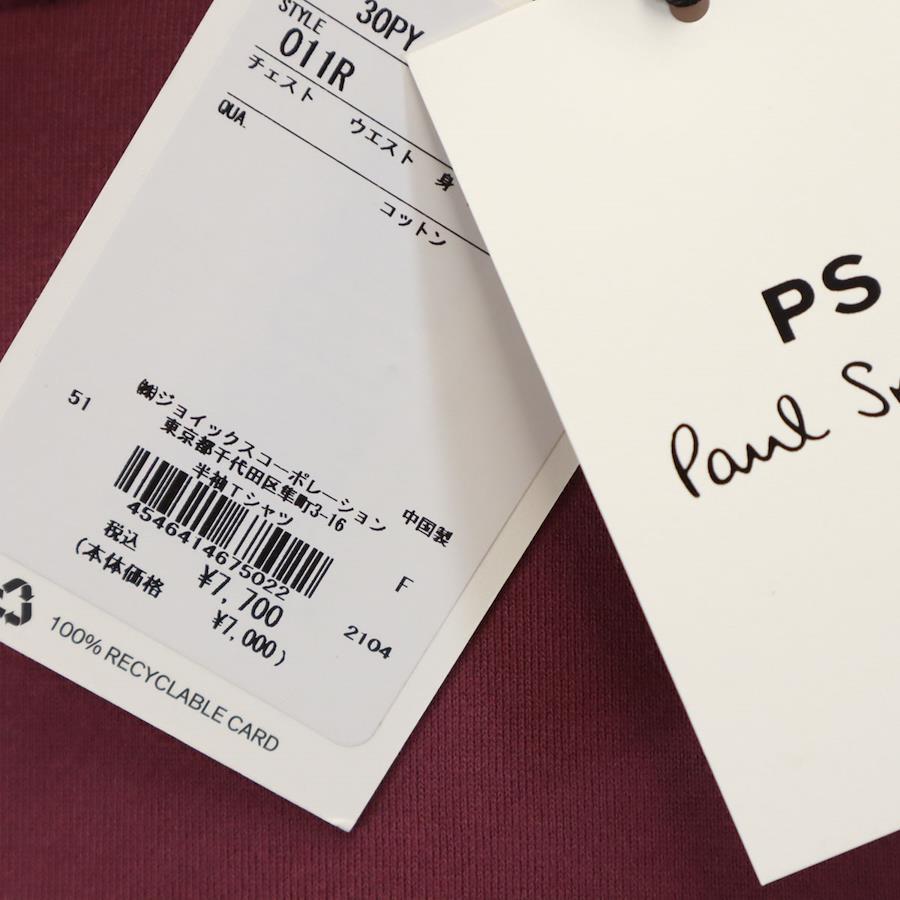 30PY
STYLE
011R
チェスト ウエスト 身
QUA.
コットン
51
㈱ジョイックスコーポレーション
東京都千代田区隼町3-16
中国製
半袖Tシャツ
4546414675022
F
税込 ¥7,700
(本体価格 ¥7,000)
2104
100% RECYCLABLE CARD
PS
Paul